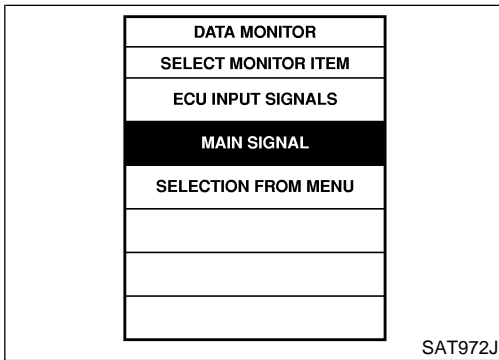 DATA MONITOR
SELECT MONITOR ITEM
ECU INPUT SIGNALS
MAIN SIGNAL
SELECTION FROM MENU
SAT972J